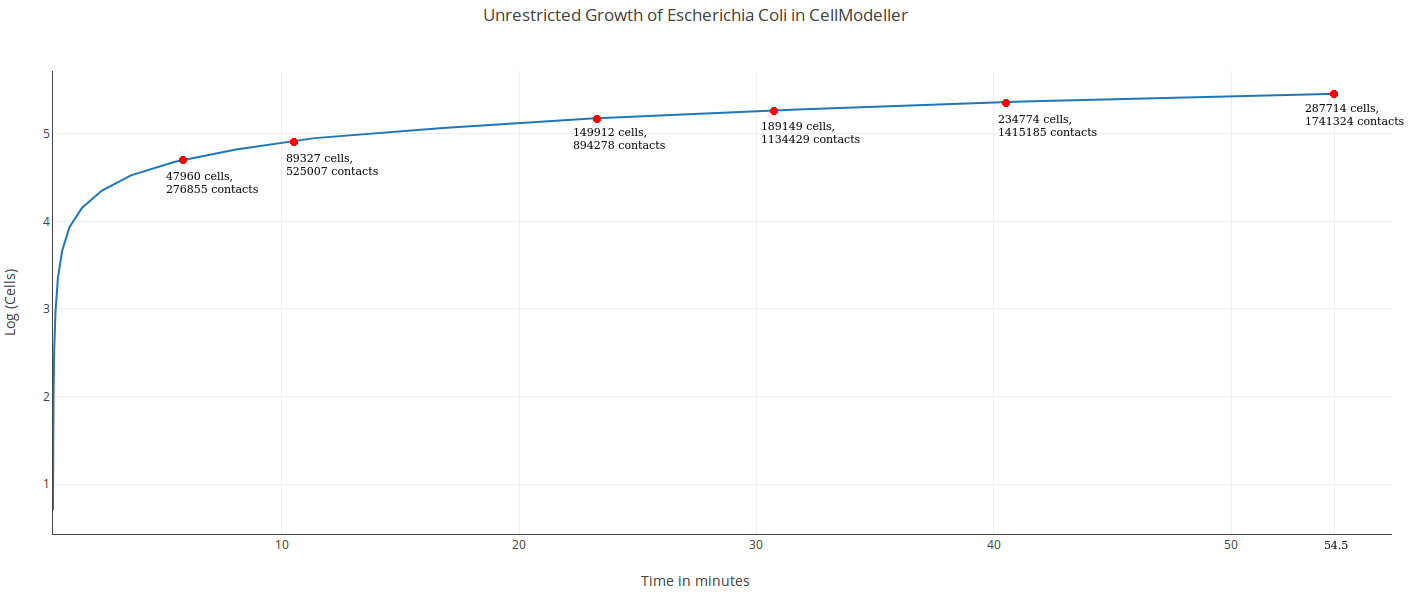 Unrestricted Growth of Escherichia Coli in CellModeller
Log (Cells)
5
4
3
2
1
47960 cells,
276855 contacts
89327 cells,
525007 contacts
149912 cells,
894278 contacts
189149 cells,
1134429 contacts
234774 cells,
1415185 contacts
287714 cells,
1741324 contacts
10
20
30
40
50
54.5
Time in minutes